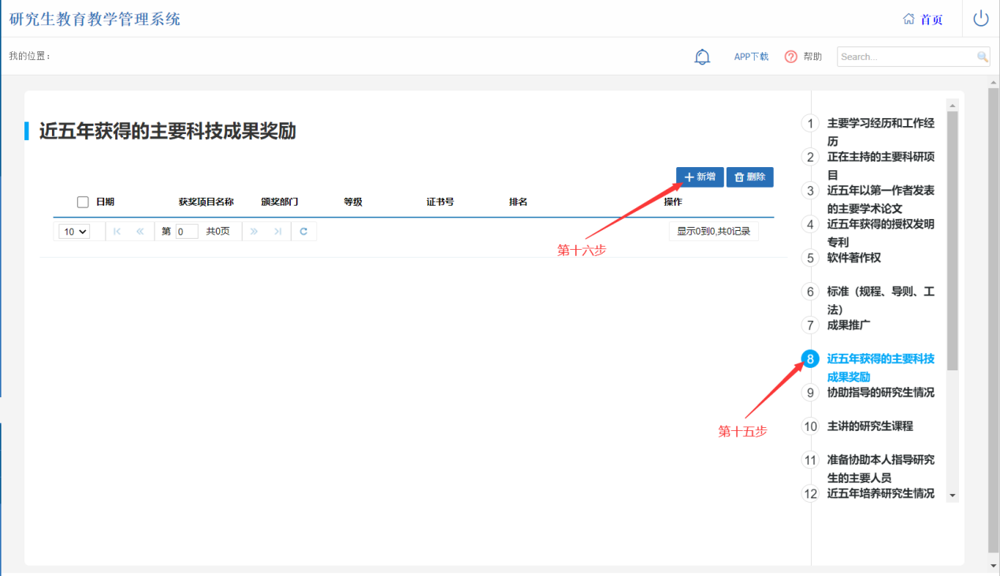 研究生教育教学管理系统
首页
我的位置：
APP下载
帮助
Search...
近五年获得的主要科技成果奖励
新增
删除
日期 获奖项目名称 颁奖部门 等级 证书号 排名 操作
10 第 0 共0页 显示0到0,共0记录
第十六步
第十五步
1 主要学习经历和工作经
历
2 正在主持的主要科研项
目
3 近五年以第一作者发表
的主要学术论文
4 近五年获得的授权发明
专利
5 软件著作权
6 标准（规程、导则、工
法）
7 成果推广
8 近五年获得的主要科技
成果奖励
9 协助指导的研究生情况
10 主讲的研究生课程
11 准备协助本人指导研究
生的主要人员
12 近五年培养研究生情况